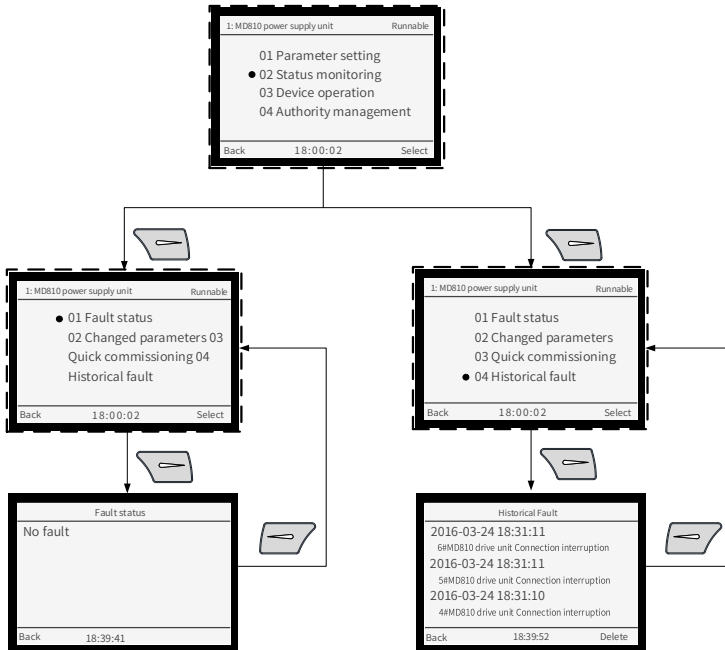 1: MD810 power supply unit Runnable
01 Parameter setting
● 02 Status monitoring
03 Device operation
04 Authority management
Back 18:00:02 Select
1: MD810 power supply unit Runnable
● 01 Fault status
02 Changed parameters 03
Quick commissioning 04
Historical fault
Back 18:00:02 Select
1: MD810 power supply unit Runnable
01 Fault status
02 Changed parameters
03 Quick commissioning
● 04 Historical fault
Back 18:00:02 Select
Fault status
No fault
Back 18:39:41
Historical Fault
2016-03-24 18:31:11
6#MD810 drive unit Connection interruption
2016-03-24 18:31:11
5#MD810 drive unit Connection interruption
2016-03-24 18:31:10
4#MD810 drive unit Connection interruption
Back 18:39:52 Delete